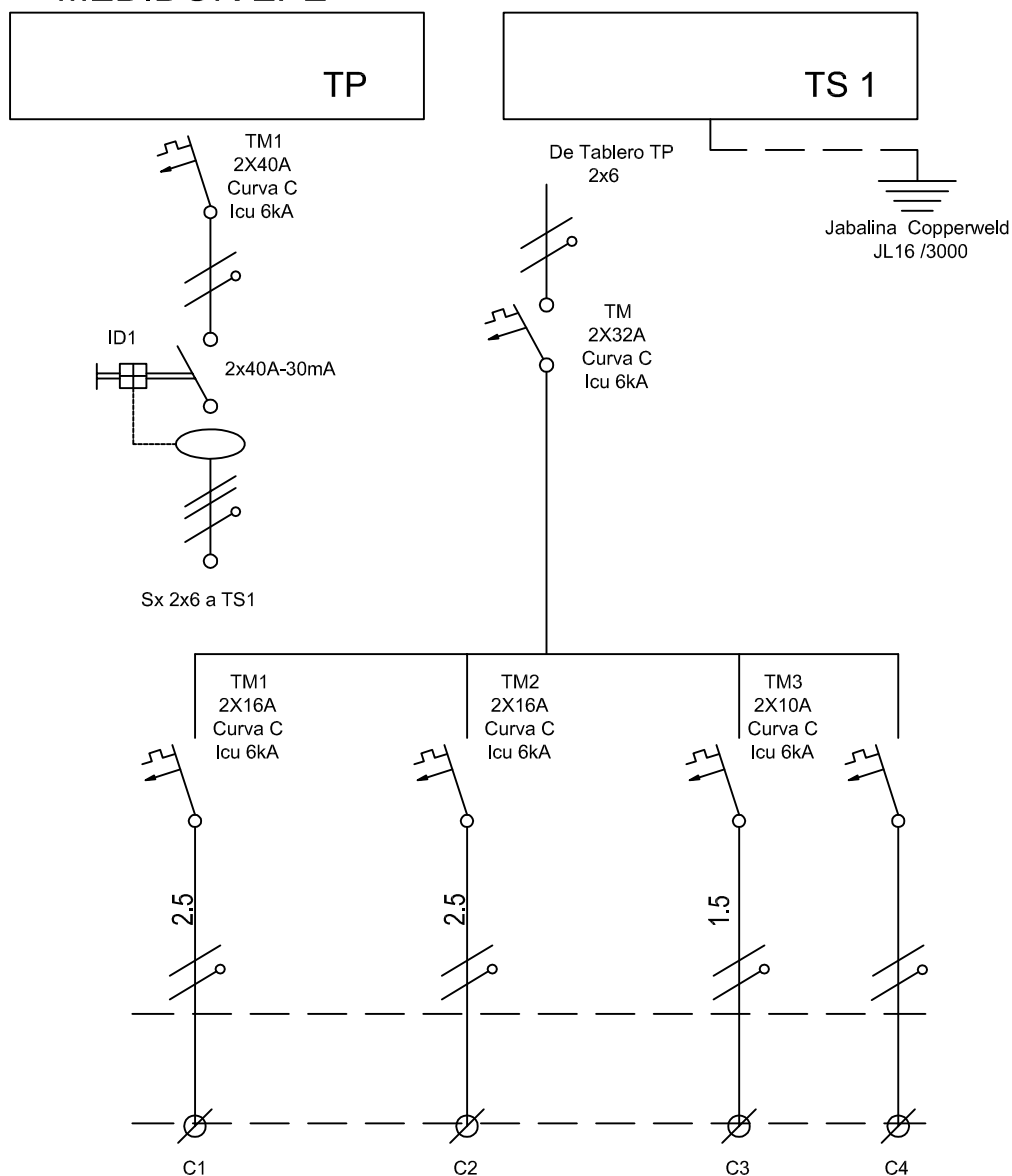 TP
TM1
2X40A
Curva C
Icu 6kA
ID1
2x40A-30mA
Sx 2x6 a TS1
TS 1
De Tablero TP
2x6
Jabalina Copperweld
JL16 /3000
TM
2X32A
Curva C
Icu 6kA
TM1
2X16A
Curva C
Icu 6kA
TM2
2X16A
Curva C
Icu 6kA
TM3
2X10A
Curva C
Icu 6kA
2.5
2.5
1.5
C1
C2
C3
C4